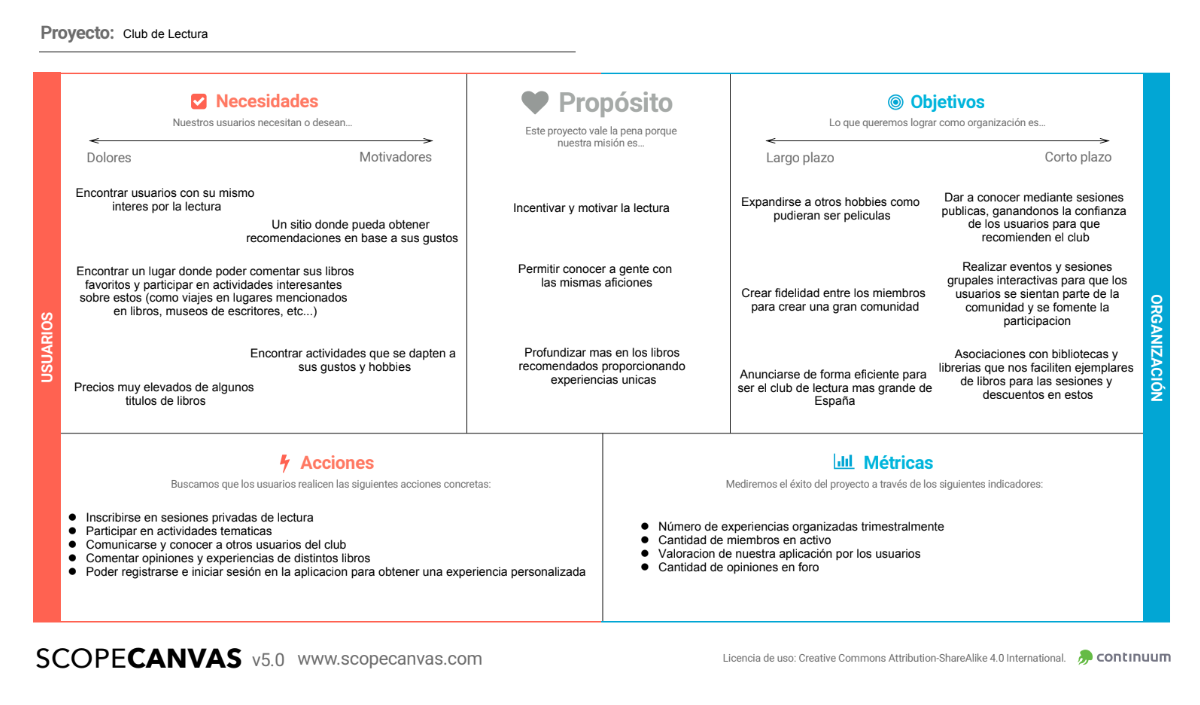 Proyecto: Club de Lectura
USUARIOS
Necesidades
Nuestros usuarios necesitan o desean...
Dolores
Motivadores
Encontrar usuarios con su mismo
interes por la lectura
Un sitio donde pueda obtener
recomendaciones en base a sus gustos
Encontrar un lugar donde poder comentar sus libros
favoritos y participar en actividades interesantes
sobre estos (como viajes en lugares mencionados
en libros, museos de escritores, etc...)
Encontrar actividades que se dapten a
sus gustos y hobbies
Precios muy elevados de algunos
titulos de libros
Propósito
Este proyecto vale la pena porque
nuestra misión es...
Incentivar y motivar la lectura
Permitir conocer a gente con
las mismas aficiones
Profundizar mas en los libros
recomendados proporcionando
experiencias unicas
Objetivos
Lo que queremos lograr como organización es...
Largo plazo
Corto plazo
Expandirse a otros hobbies como
pudieran ser peliculas
Crear fidelidad entre los miembros
para crear una gran comunidad
Anunciarse de forma eficiente para
ser el club de lectura mas grande de
España
Dar a conocer mediante sesiones
publicas, ganandonos la confianza
de los usuarios para que
recomienden el club
Realizar eventos y sesiones
grupales interactivas para que los
usuarios se sientan parte de la
comunidad y se fomente la
participacion
Asociaciones con bibliotecas y
librerias que nos faciliten ejemplares
de libros para las sesiones y
descuentos en estos
ORGANIZACIÓN
Acciones
Buscamos que los usuarios realicen las siguientes acciones concretas:
● Inscribirse en sesiones privadas de lectura
● Participar en actividades tematicas
● Comunicarse y conocer a otros usuarios del club
● Comentar opiniones y experiencias de distintos libros
● Poder registrarse e iniciar sesión en la aplicacion para obtener una experiencia personalizada
Métricas
Mediremos el éxito del proyecto a través de los siguientes indicadores:
● Número de experiencias organizadas trimestralmente
● Cantidad de miembros en activo
● Valoracion de nuestra aplicación por los usuarios
● Cantidad de opiniones en foro
SCOPECANVAS v5.0 www.scopecanvas.com
Licencia de uso: Creative Commons Attribution-ShareAlike 4.0 International.
continuum